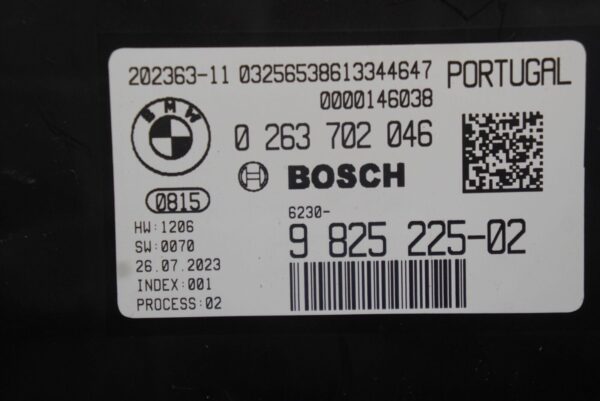 202363-11 03256538613344647 PORTUGAL
0000146038
BMW
0 263 702 046
BOSCH
0815
6230-
9 825 225-02
HW:1206
SW:0070
26.07.2023
INDEX:001
PROCESS:02